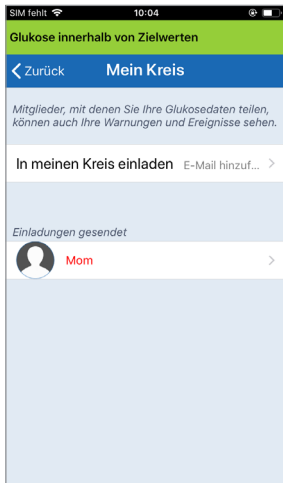 SIM fehlt 10:04
Glukose innerhalb von Zielwerten
Zurück Mein Kreis
Mitglieder, mit denen Sie Ihre Glukosedaten teilen,
können auch Ihre Warnungen und Ereignisse sehen.
In meinen Kreis einladen E-Mail hinzuf...
Einladungen gesendet
Mom